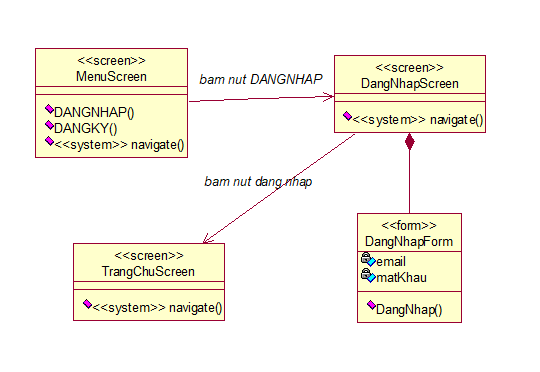 <<screen>>
MenuScreen
DANGNHAP()
DANGKY()
<<system>> navigate()
bam nut DANGNHAP
<<screen>>
DangNhapScreen
<<system>> navigate()
bam nut dang nhap
<<screen>>
TrangChuScreen
<<system>> navigate()
<<form>>
DangNhapForm
email
matKhau
DangNhap()